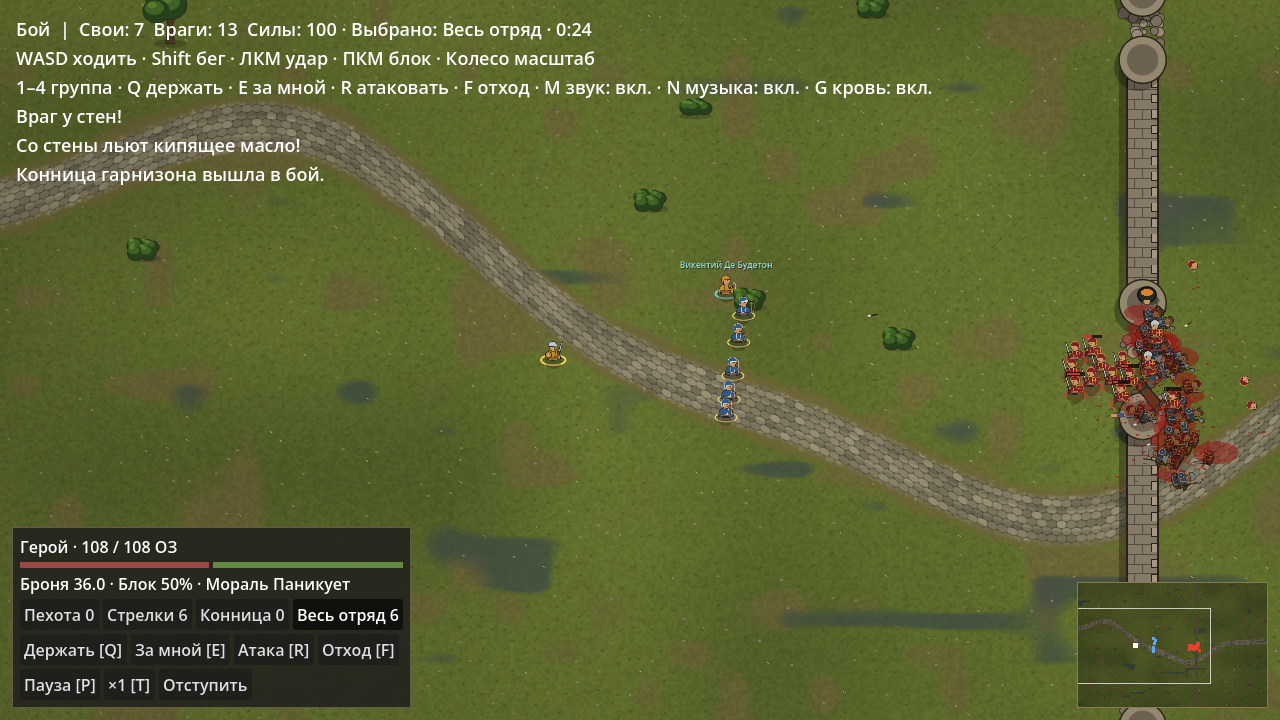 Бой | Свои: 7 Враги: 13 Силы: 100 · Выбрано: Весь отряд · 0:24
WASD ходить · Shift бег · ЛКМ удар · ПКМ блок · Колесо масштаб
1–4 группа · Q держать · E за мной · R атаковать · F отход · M звук: вкл. · N музыка: вкл. · G кровь: вкл.
Враг у стен!
Со стены льют кипящее масло!
Конница гарнизона вышла в бой.
Викентий Де Будетон
Герой · 108 / 108 ОЗ
Броня 36.0 · Блок 50% · Мораль Паникует
Пехота 0 Стрелки 6 Конница 0 Весь отряд 6
Держать [Q] За мной [E] Атака [R] Отход [F]
Пауза [P] ×1 [T] Отступить